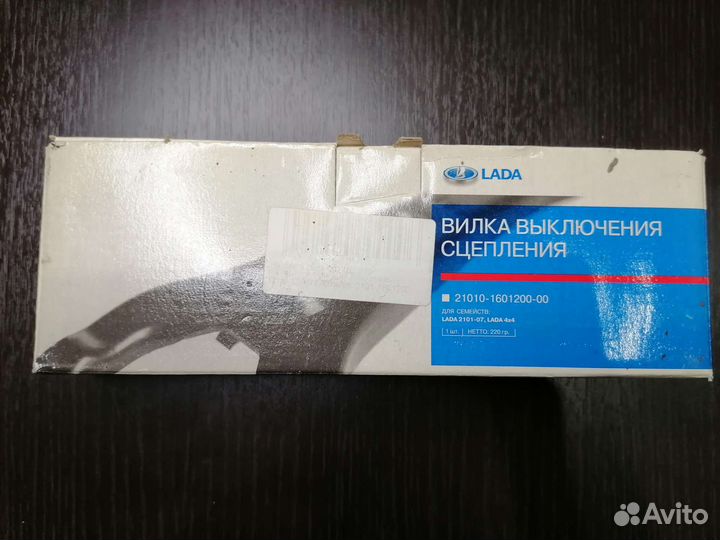 LADA
ВИЛКА ВЫКЛЮЧЕНИЯ
СЦЕПЛЕНИЯ
21010-1601200-00
ДЛЯ СЕМЕЙСТВ:
LADA 2101-07, LADA 4x4
1 шт. НЕТТО: 220 гр.
Avito